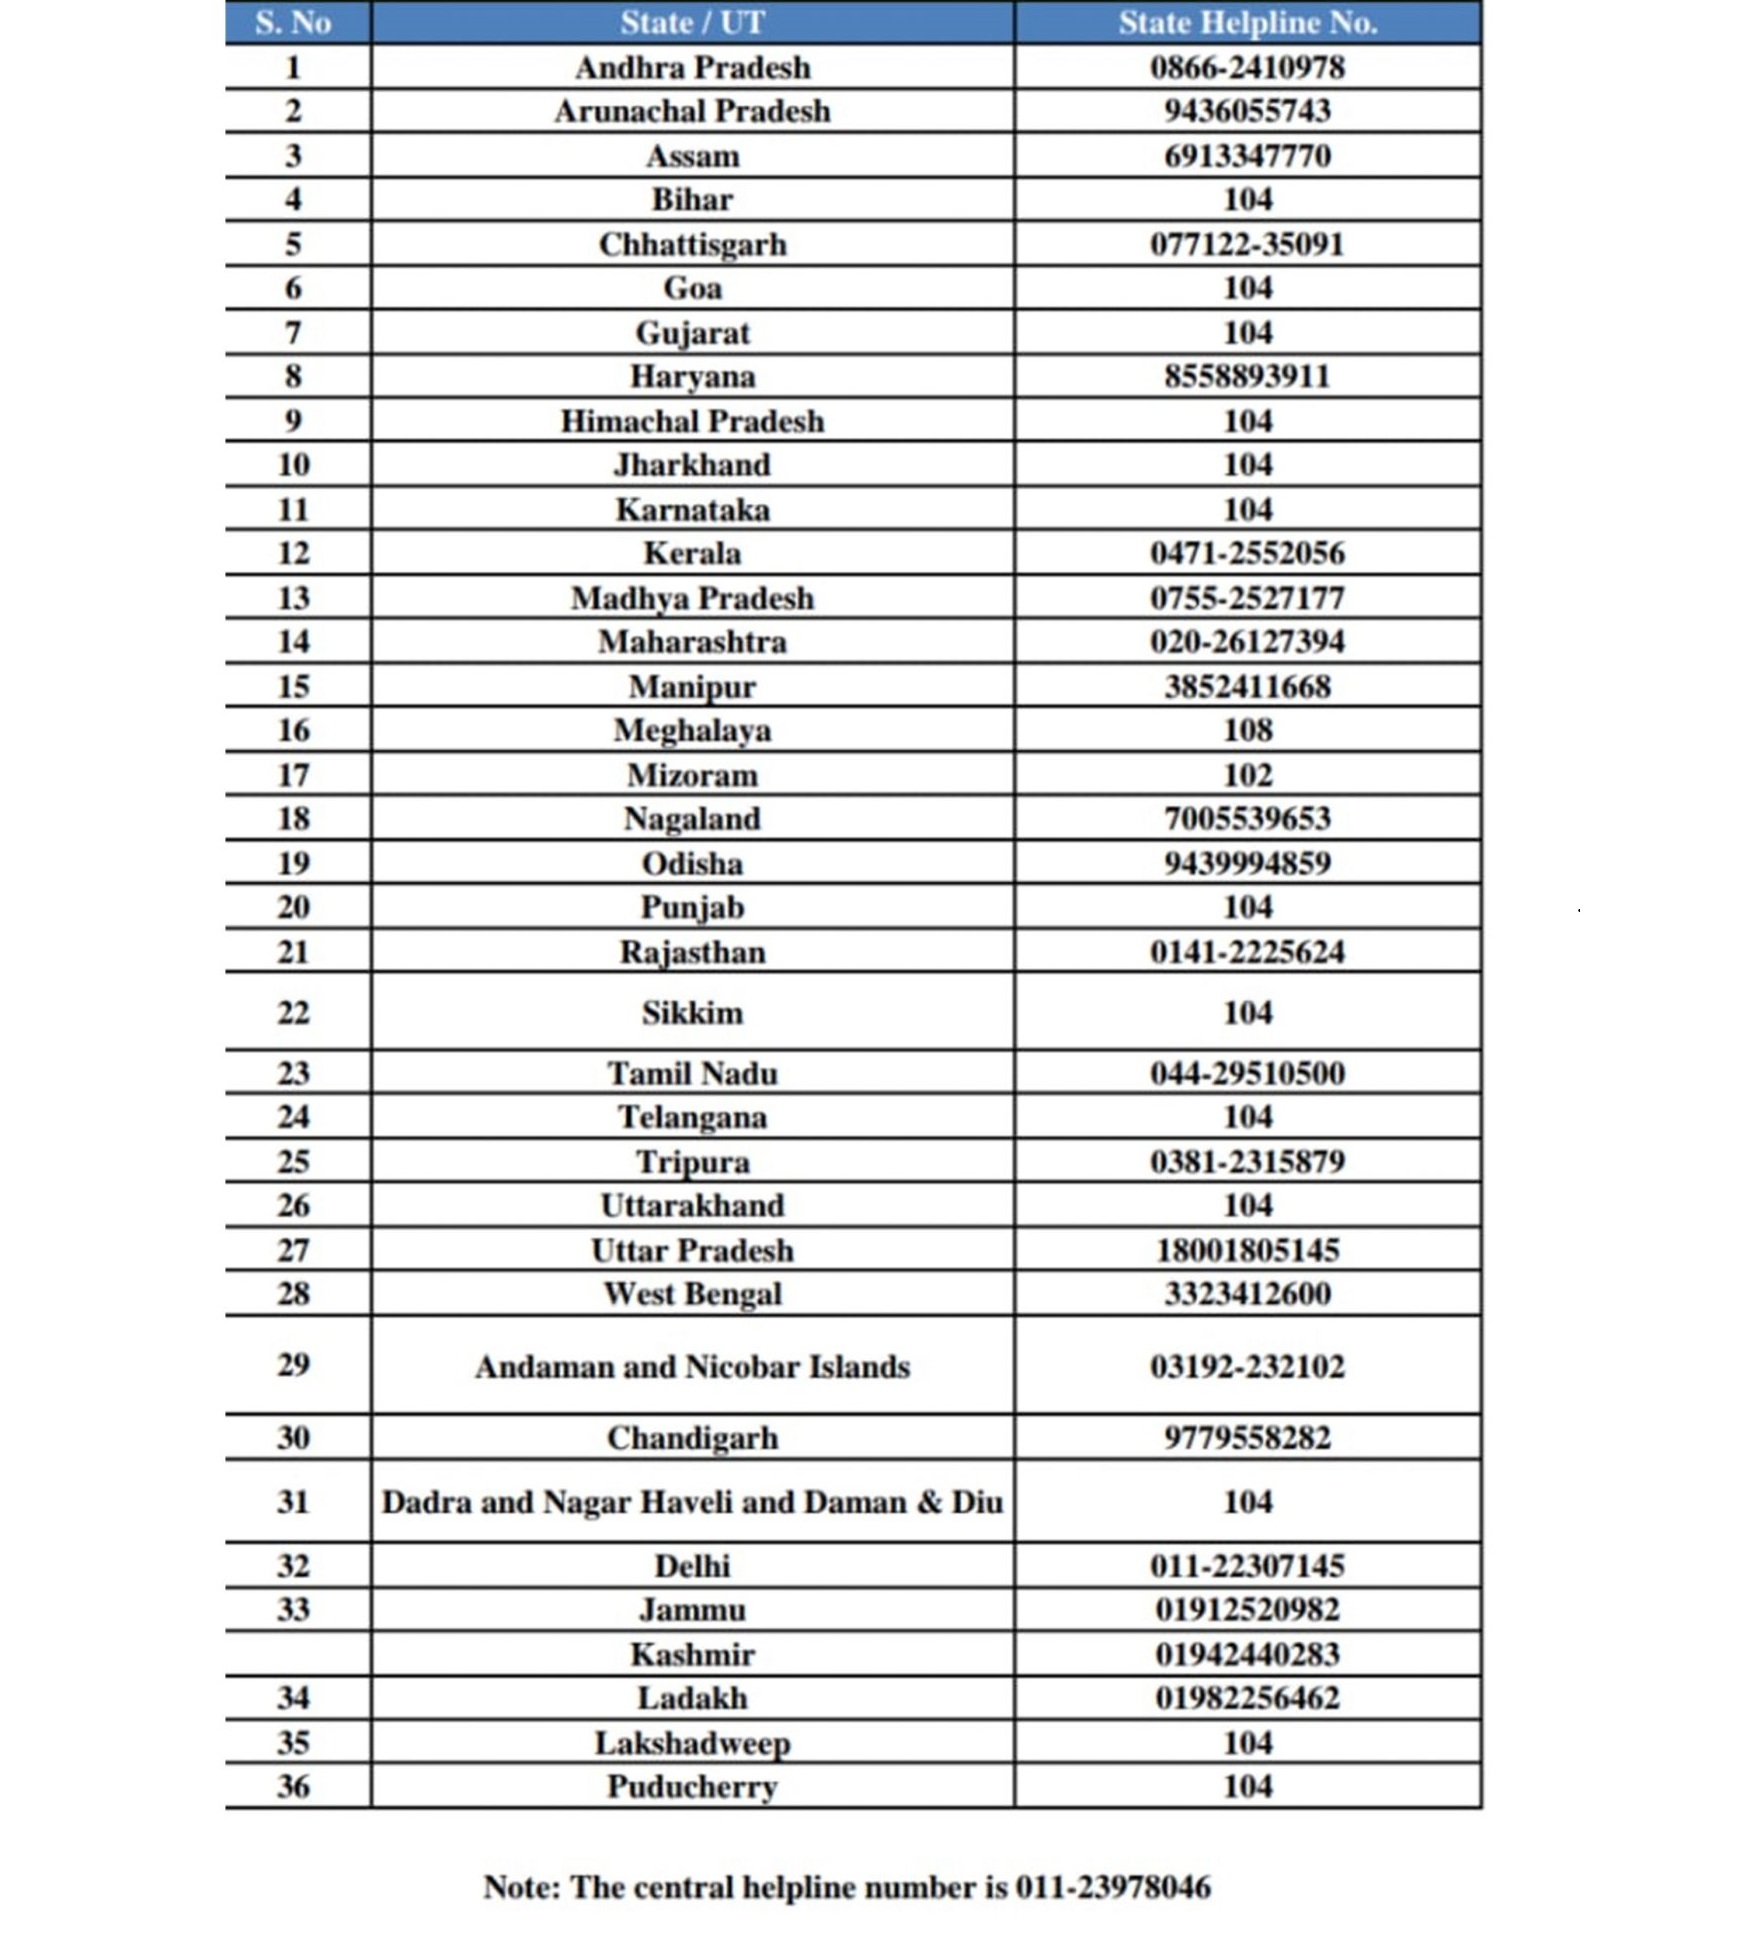 S. No State / UT State Helpline No.
1 Andhra Pradesh 0866-2410978
2 Arunachal Pradesh 9436055743
3 Assam 6913347770
4 Bihar 104
5 Chhattisgarh 077122-35091
6 Goa 104
7 Gujarat 104
8 Haryana 8558893911
9 Himachal Pradesh 104
10 Jharkhand 104
11 Karnataka 104
12 Kerala 0471-2552056
13 Madhya Pradesh 0755-2527177
14 Maharashtra 020-26127394
15 Manipur 3852411668
16 Meghalaya 108
17 Mizoram 102
18 Nagaland 7005539653
19 Odisha 9439994859
20 Punjab 104
21 Rajasthan 0141-2225624
22 Sikkim 104
23 Tamil Nadu 044-29510500
24 Telangana 104
25 Tripura 0381-2315879
26 Uttarakhand 104
27 Uttar Pradesh 18001805145
28 West Bengal 3323412600
29 Andaman and Nicobar Islands 03192-232102
30 Chandigarh 9779558282
31 Dadra and Nagar Haveli and Daman & Diu 104
32 Delhi 011-22307145
33 Jammu 01912520982
Kashmir 01942440283
34 Ladakh 01982256462
35 Lakshadweep 104
36 Puducherry 104
Note: The central helpline number is 011-23978046